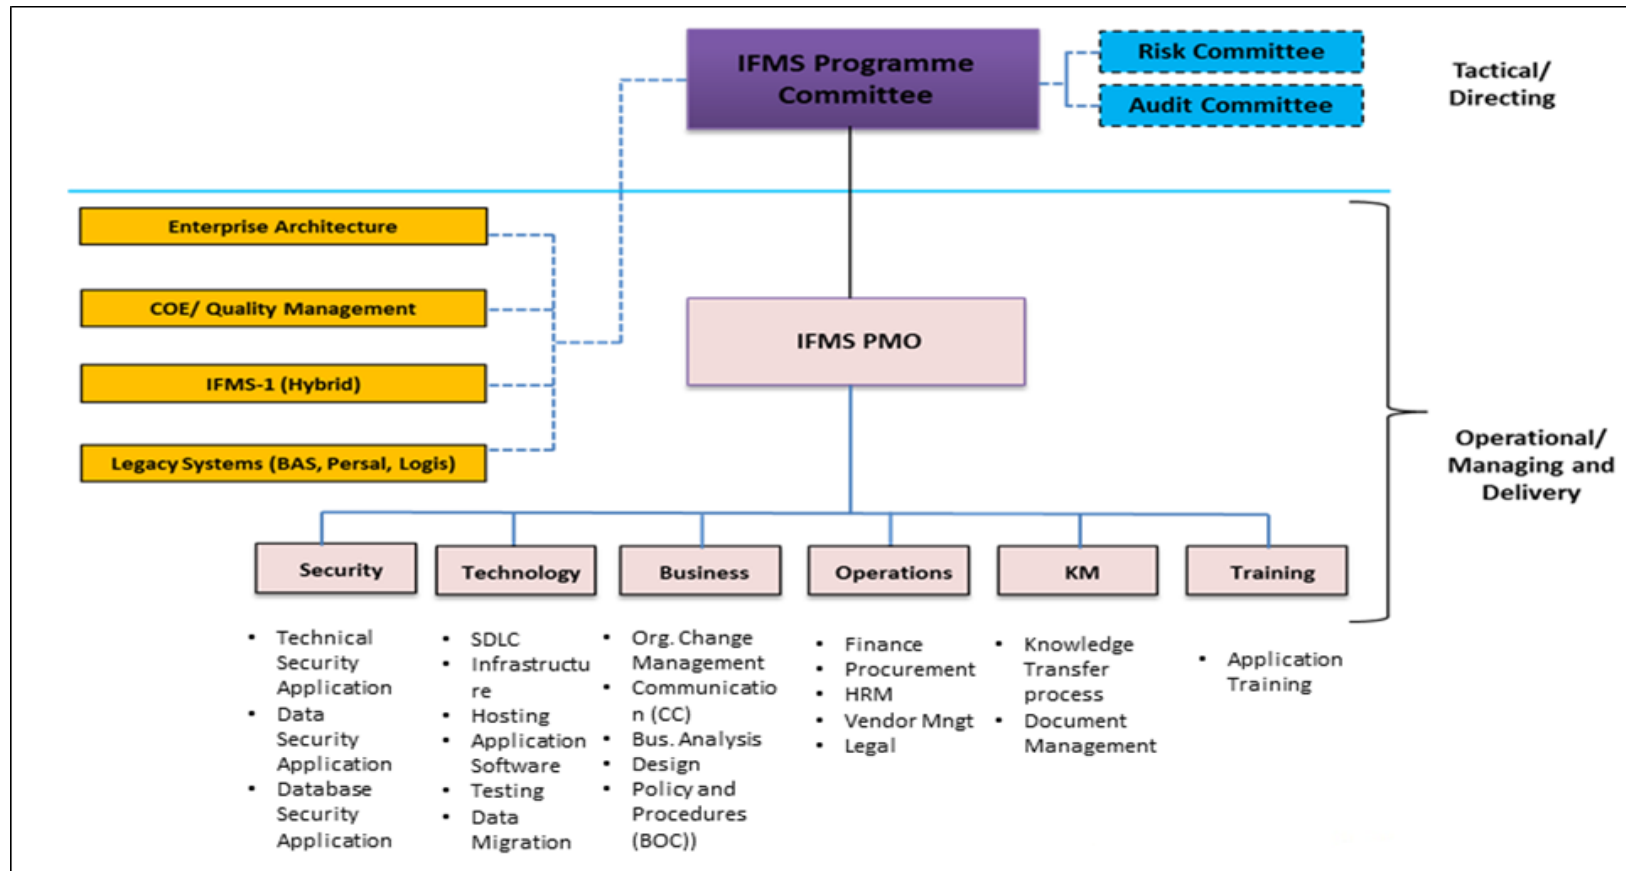 IFMS Programme
Committee
Risk Committee
Audit Committee
Tactical/
Directing
Enterprise Architecture
COE/ Quality Management
IFMS-1 (Hybrid)
Legacy Systems (BAS, Persal, Logis)
IFMS PMO
Operational/
Managing and
Delivery
Security
Technology
Business
Operations
KM
Training
• Technical
Security
Application
• Data
Security
Application
• Database
Security
Application
• SDLC
• Infrastructu
re
• Hosting
• Application
Software
• Testing
• Data
Migration
• Org. Change
Management
• Communicatio
n (CC)
• Bus. Analysis
• Design
• Policy and
Procedures
(BOC))
• Finance
• Procurement
• HRM
• Vendor Mngt
• Legal
• Knowledge
Transfer
process
• Document
Management
• Application
Training